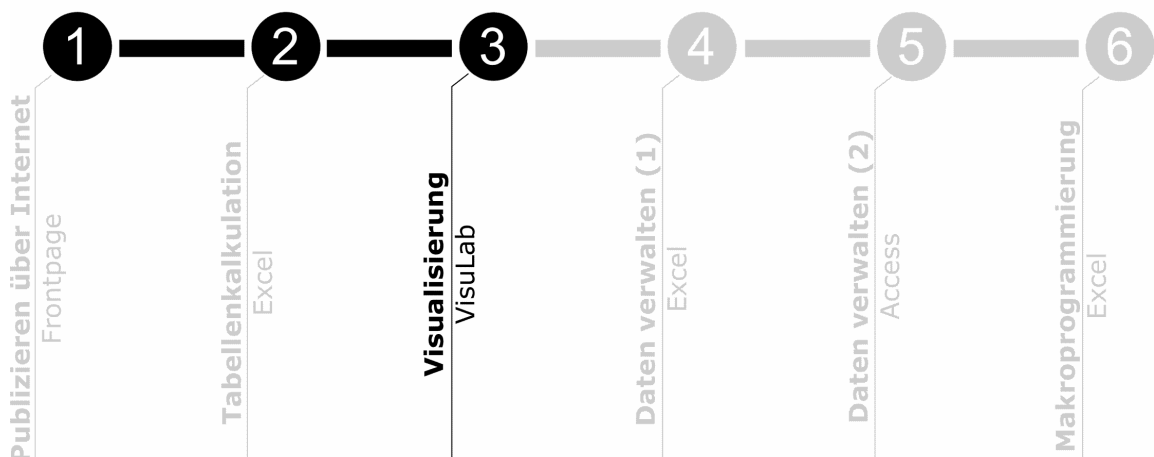 1
2
3
4
5
6
Publizieren über Internet
Frontpage
Tabellenkalkulation
Excel
Visualisierung
VisuLab
Daten verwalten (1)
Excel
Daten verwalten (2)
Access
Makroprogrammierung
Excel